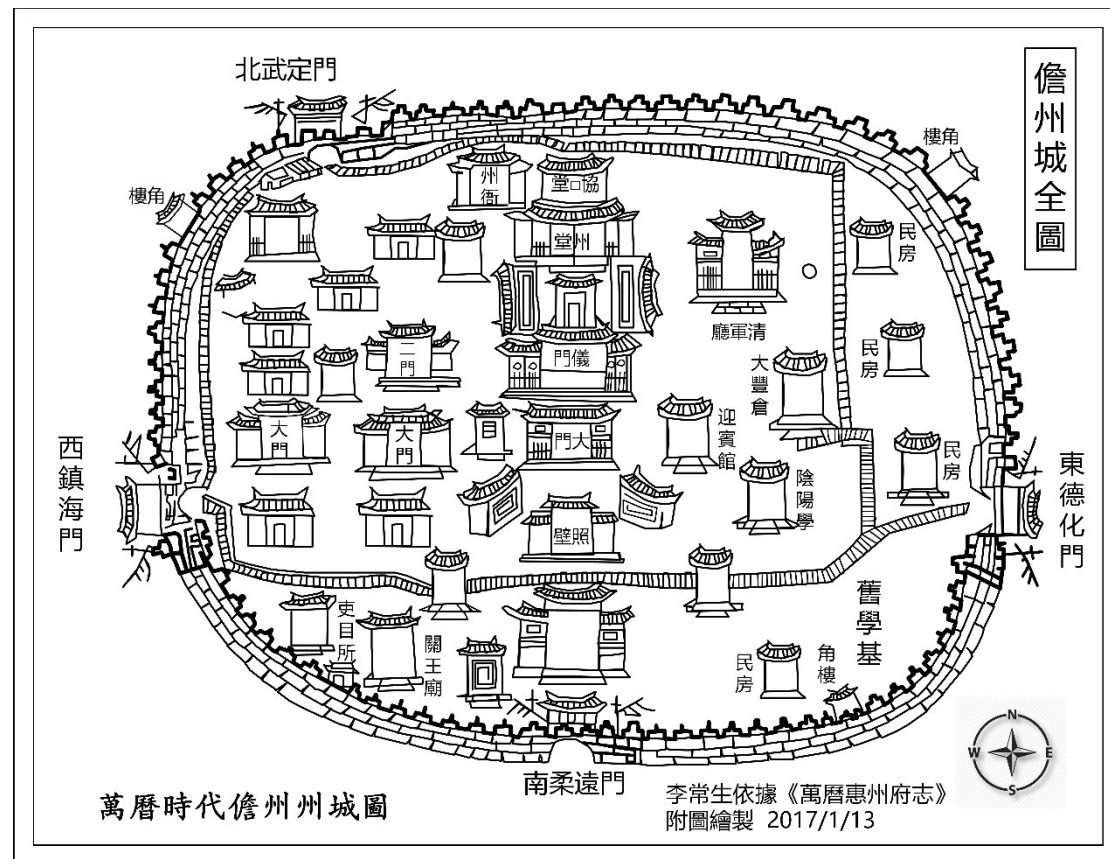 儋州城全圖
北武定門
樓角
樓角
州衙
堂□協
堂州
民房
廳軍清
二門
門儀
民房
大豐倉
大門
大門
門大
迎賓館
民房
西鎮海門
東德化門
陰陽學
壁照
吏目所
關王廟
舊學基
民房
角樓
南柔遠門
N
W
E
S
萬曆時代儋州州城圖
李常生依據《萬曆惠州府志》
附圖繪製 2017/1/13